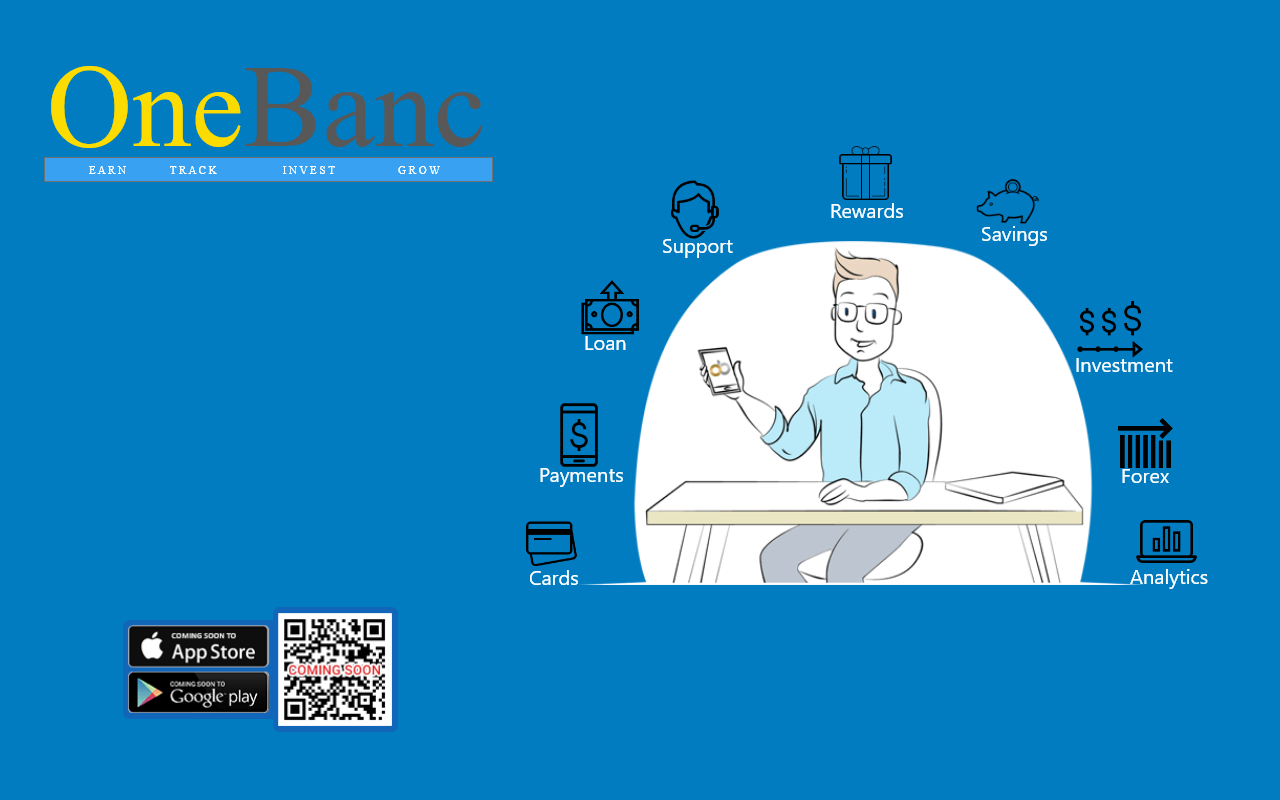 OneBanc
EARN TRACK INVEST GROW
Rewards
Support
Savings
Loan
Investment
Payments
Forex
Cards
Analytics
COMING SOON TO
App Store
COMING SOON TO
Google play
COMING SOON